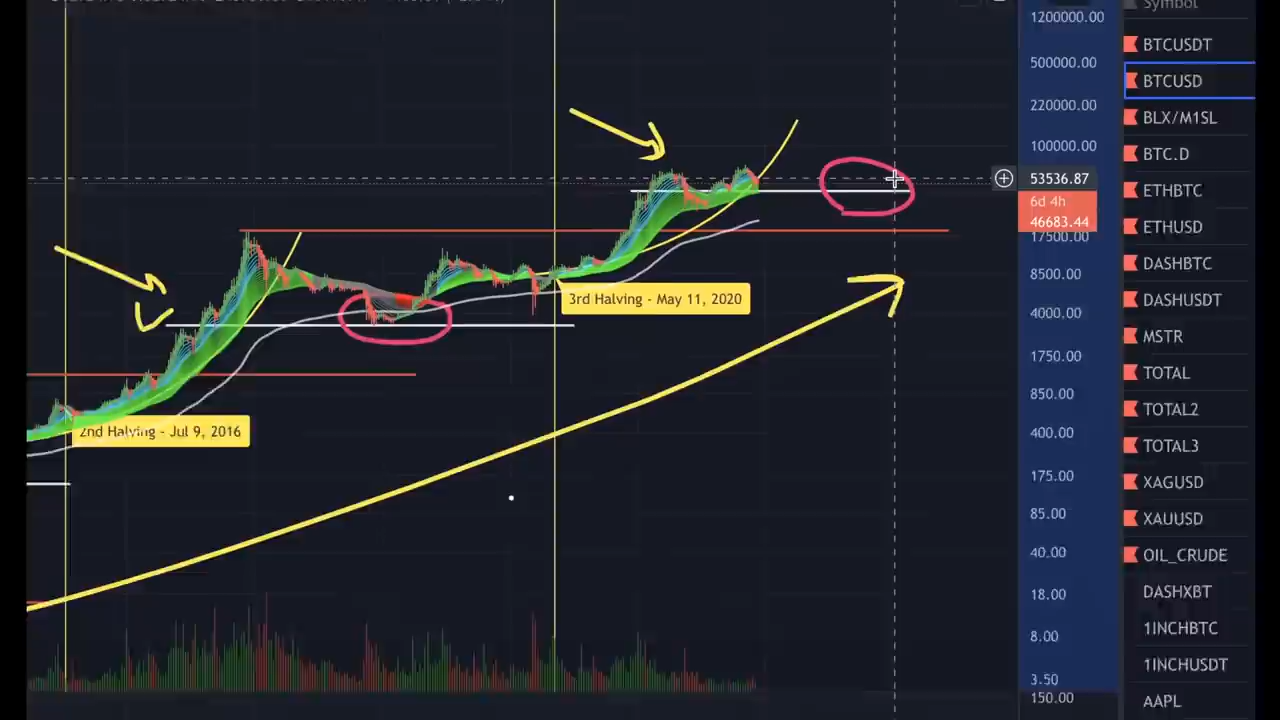 Symbol
1200000.00
BTCUSDT
500000.00
BTCUSD
220000.00
BLX/M1SL
100000.00
BTC.D
53536.87
ETHBTC
6d 4h
46683.44
ETHUSD
17500.00
DASHBTC
8500.00
3rd Halving - May 11, 2020
DASHUSDT
4000.00
MSTR
1750.00
TOTAL
850.00
TOTAL2
2nd Halving - Jul 9, 2016
400.00
TOTAL3
175.00
XAGUSD
85.00
XAUUSD
40.00
OIL_CRUDE
18.00
DASHXBT
8.00
1INCHBTC
3.50
1INCHUSDT
150.00
AAPL